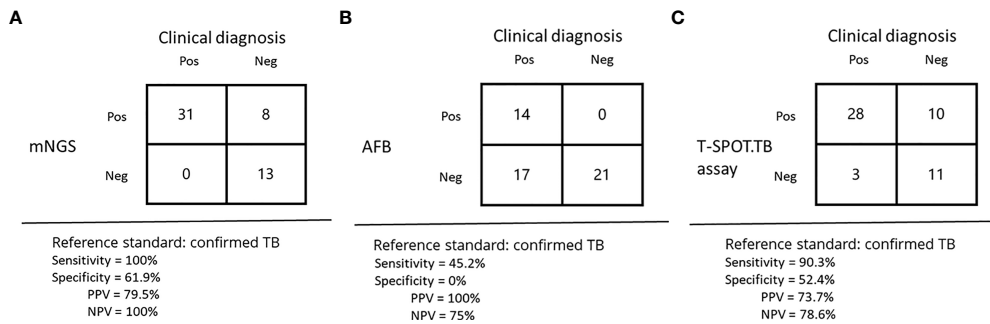 A
Clinical diagnosis
Pos Neg
mNGS
Pos 31 8
Neg 0 13
Reference standard: confirmed TB
Sensitivity = 100%
Specificity = 61.9%
PPV = 79.5%
NPV = 100%
B
Clinical diagnosis
Pos Neg
AFB
Pos 14 0
Neg 17 21
Reference standard: confirmed TB
Sensitivity = 45.2%
Specificity = 0%
PPV = 100%
NPV = 75%
C
Clinical diagnosis
Pos Neg
T-SPOT.TB
assay
Pos 28 10
Neg 3 11
Reference standard: confirmed TB
Sensitivity = 90.3%
Specificity = 52.4%
PPV = 73.7%
NPV = 78.6%